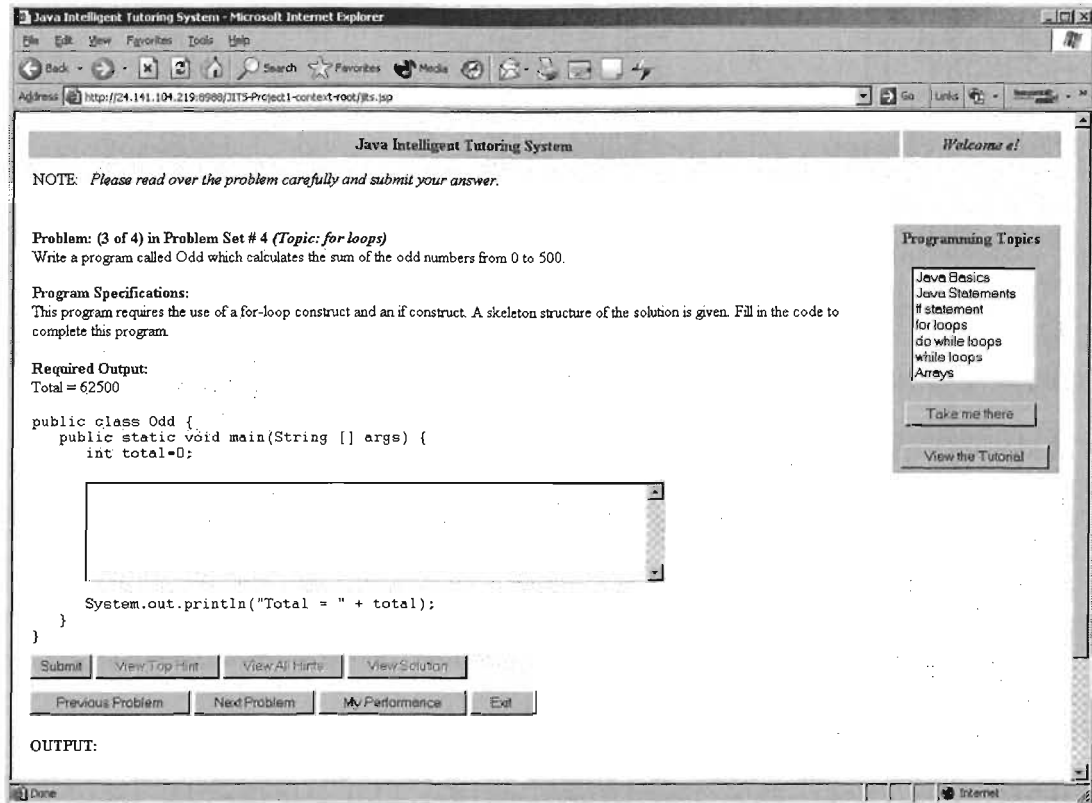 Java Intelligent Tutoring System - Microsoft Internet Explorer
File Edit View Favorites Tools Help
Back Search Favorites Media
Address http://24.141.104.219:8988/JITS-Project1-context-root/jits.jsp Go Links
Java Intelligent Tutoring System
Welcome e!
NOTE: Please read over the problem carefully and submit your answer.
Problem: (3 of 4) in Problem Set # 4 (Topic: for loops)
Write a program called Odd which calculates the sum of the odd numbers from 0 to 500.
Program Specifications:
This program requires the use of a for-loop construct and an if construct. A skeleton structure of the solution is given. Fill in the code to
complete this program.
Required Output:
Total = 62500
public class Odd {
public static void main(String [] args) {
int total=0;
System.out.println("Total = " + total);
}
}
Submit View Top Hint View All Hints View Solution
Previous Problem Next Problem My Performance Exit
OUTPUT:
Programming Topics
Java Basics
Java Statements
if statement
for loops
do while loops
while loops
Arrays
Take me there
View the Tutorial
Done Internet